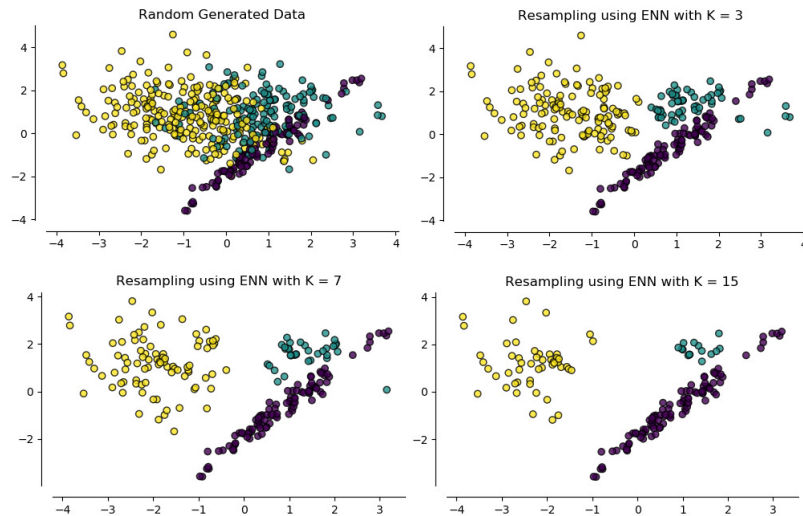 Random Generated Data
4
2
0
−2
−4
−4 −3 −2 −1 0 1 2 3 4
Resampling using ENN with K = 3
4
2
0
−2
−4
−4 −3 −2 −1 0 1 2 3 4
Resampling using ENN with K = 7
4
2
0
−2
−4 −3 −2 −1 0 1 2 3
Resampling using ENN with K = 15
4
2
0
−2
−4 −3 −2 −1 0 1 2 3